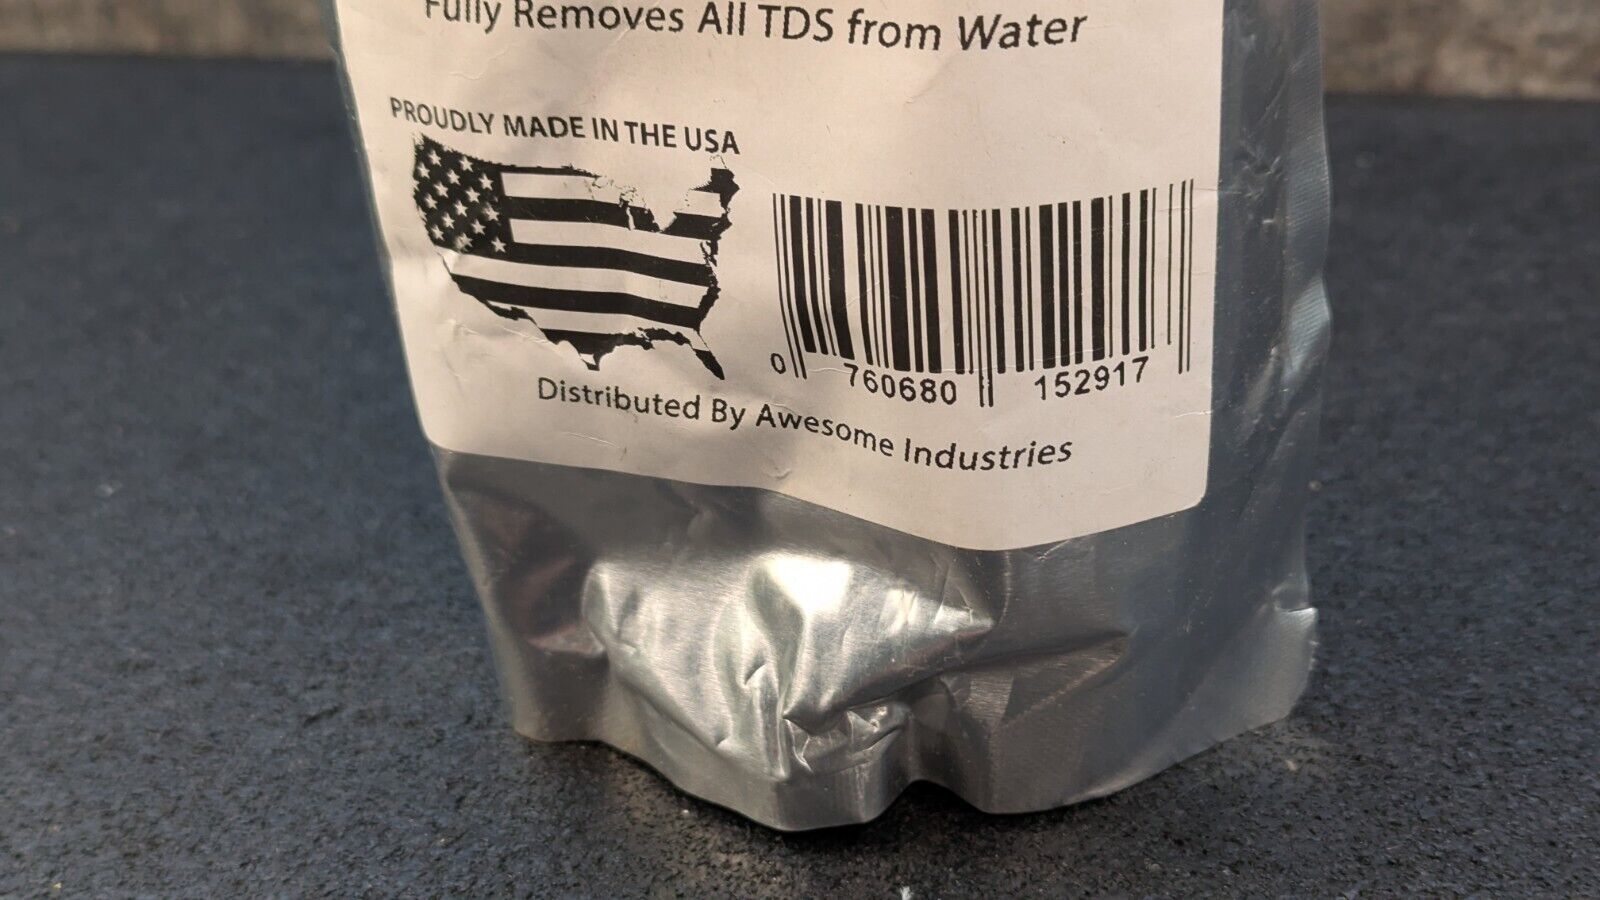 Fully Removes All TDS from Water
PROUDLY MADE IN THE USA
0 760680 152917
Distributed By Awesome Industries